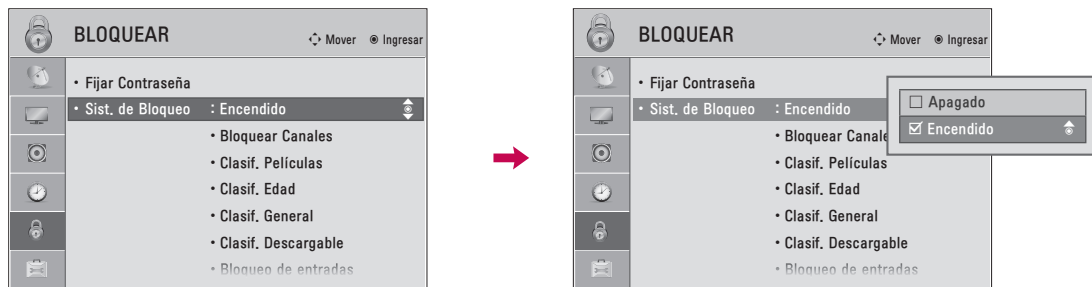 BLOQUEAR
Mover Ingresar
• Fijar Contraseña
• Sist. de Bloqueo : Encendido
• Bloquear Canales
• Clasif. Películas
• Clasif. Edad
• Clasif. General
• Clasif. Descargable
• Bloqueo de entradas
BLOQUEAR
Mover Ingresar
• Fijar Contraseña
• Sist. de Bloqueo : Encendido
• Bloquear Canale
• Clasif. Películas
• Clasif. Edad
• Clasif. General
• Clasif. Descargable
• Bloqueo de entradas
Apagado
Encendido